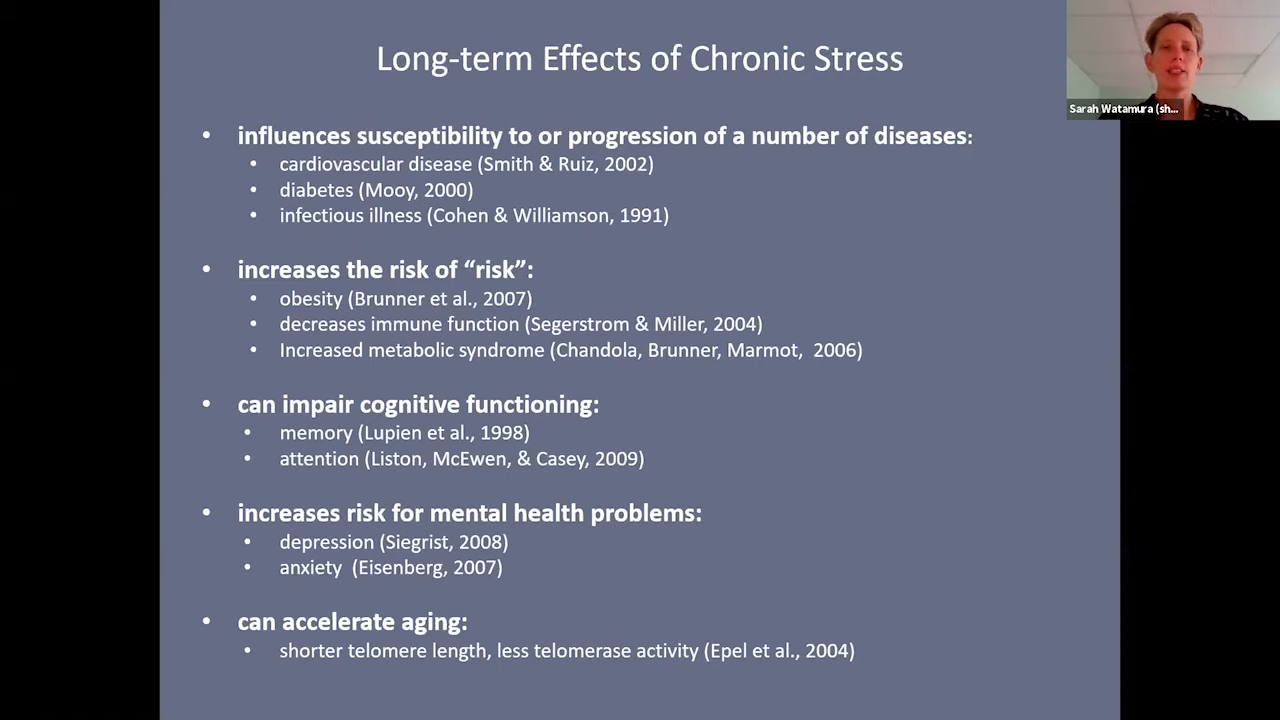 Long-term Effects of Chronic Stress
Sarah Watamura (sh...
• influences susceptibility to or progression of a number of diseases:
• cardiovascular disease (Smith & Ruiz, 2002)
• diabetes (Mooy, 2000)
• infectious illness (Cohen & Williamson, 1991)
• increases the risk of “risk”:
• obesity (Brunner et al., 2007)
• decreases immune function (Segerstrom & Miller, 2004)
• Increased metabolic syndrome (Chandola, Brunner, Marmot,  2006)
• can impair cognitive functioning:
• memory (Lupien et al., 1998)
• attention (Liston, McEwen, & Casey, 2009)
• increases risk for mental health problems:
• depression (Siegrist, 2008)
• anxiety  (Eisenberg, 2007)
• can accelerate aging:
• shorter telomere length, less telomerase activity (Epel et al., 2004)